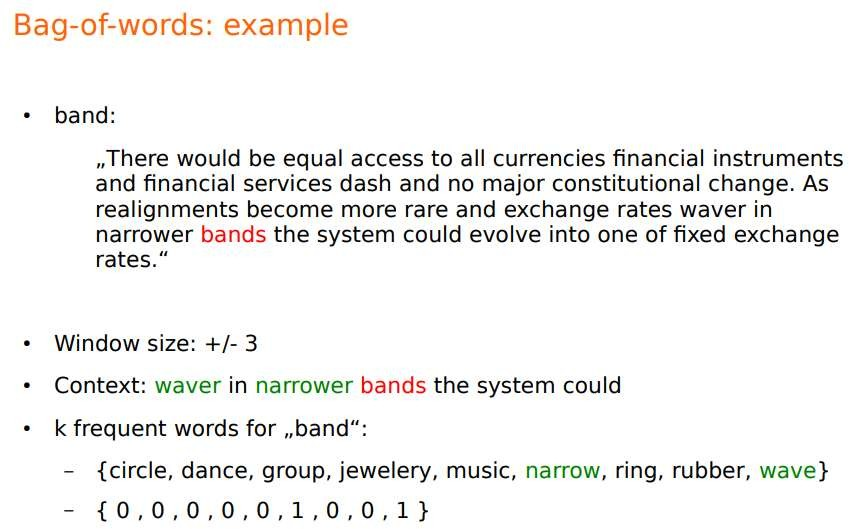 Bag-of-words: example
• band:
„There would be equal access to all currencies financial instruments
and financial services dash and no major constitutional change. As
realignments become more rare and exchange rates waver in
narrower bands the system could evolve into one of fixed exchange
rates.“
• Window size: +/- 3
• Context: waver in narrower bands the system could
• k frequent words for „band“:
– {circle, dance, group, jewelery, music, narrow, ring, rubber, wave}
– { 0 , 0 , 0 , 0 , 0 , 1 , 0 , 0 , 1 }